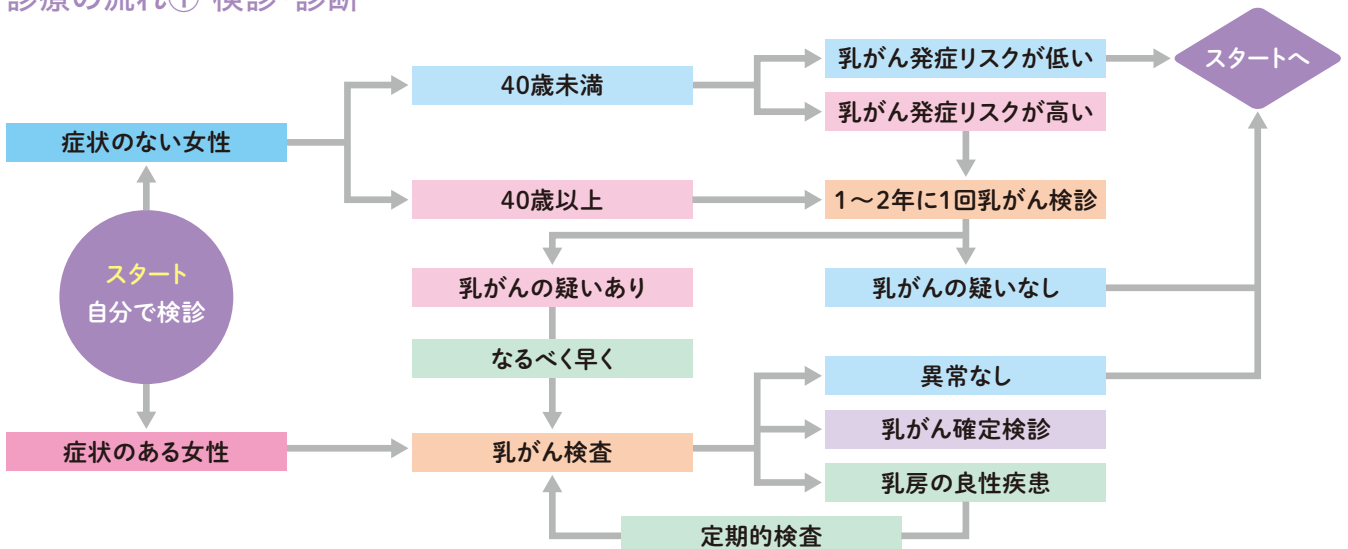 診療の流れ① 検診・診断
スタート
自分で検診
症状のない女性
症状のある女性
40歳未満
40歳以上
乳がん発症リスクが低い
乳がん発症リスクが高い
スタートへ
1〜2年に1回乳がん検診
乳がんの疑いあり
乳がんの疑いなし
なるべく早く
乳がん検査
異常なし
乳がん確定検診
乳房の良性疾患
定期的検査